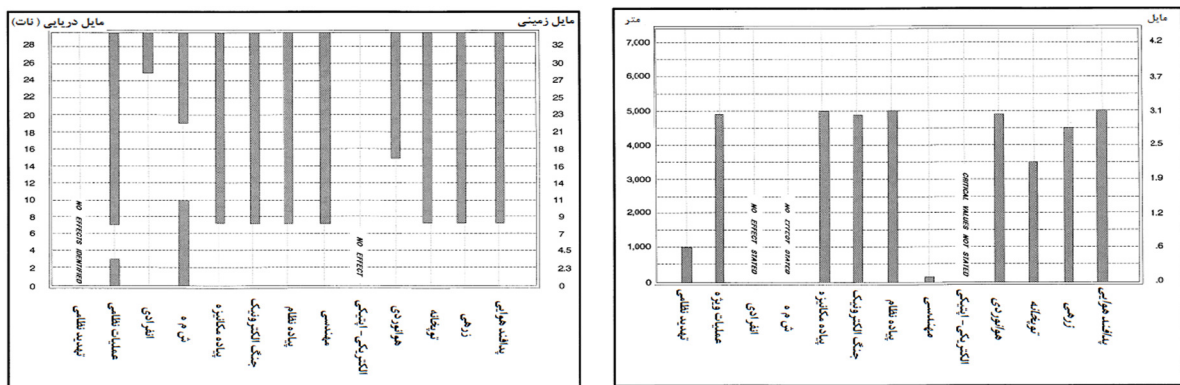 مایل دریایی (نات)
مایل زمینی
28
26
24
22
20
18
16
14
12
10
8
6
4
2
0
32
30
27
25
23
21
18
16
14
11
9
7
4.5
2.3
0
NO EFFECTS IDENTIFIED
NO EFFECT
تهدید نظامی
عملیات نظامی
انفرادی
ش م ه
پیاده مکانیزه
جنگ الکترونیک
پیاده نظام
مهندسی
الکتریکی- اپتیکی
هوانوردی
توپخانه
زرهی
پدافند هوایی
متر
مایل
7,000
6,000
5,000
4,000
3,000
2,000
1,000
0
4.2
3.7
3.1
2.5
1.9
1.2
.6
.0
NO EFFECT STATED
NO EFFECT STATED
CRITICAL VALUES NOT STATED
تهدید نظامی
عملیات ویژه
انفرادی
ش م ه
پیاده مکانیزه
جنگ الکترونیک
پیاده نظام
مهندسی
الکتریکی- اپتیکی
هوانوردی
توپخانه
زرهی
پدافند هوایی